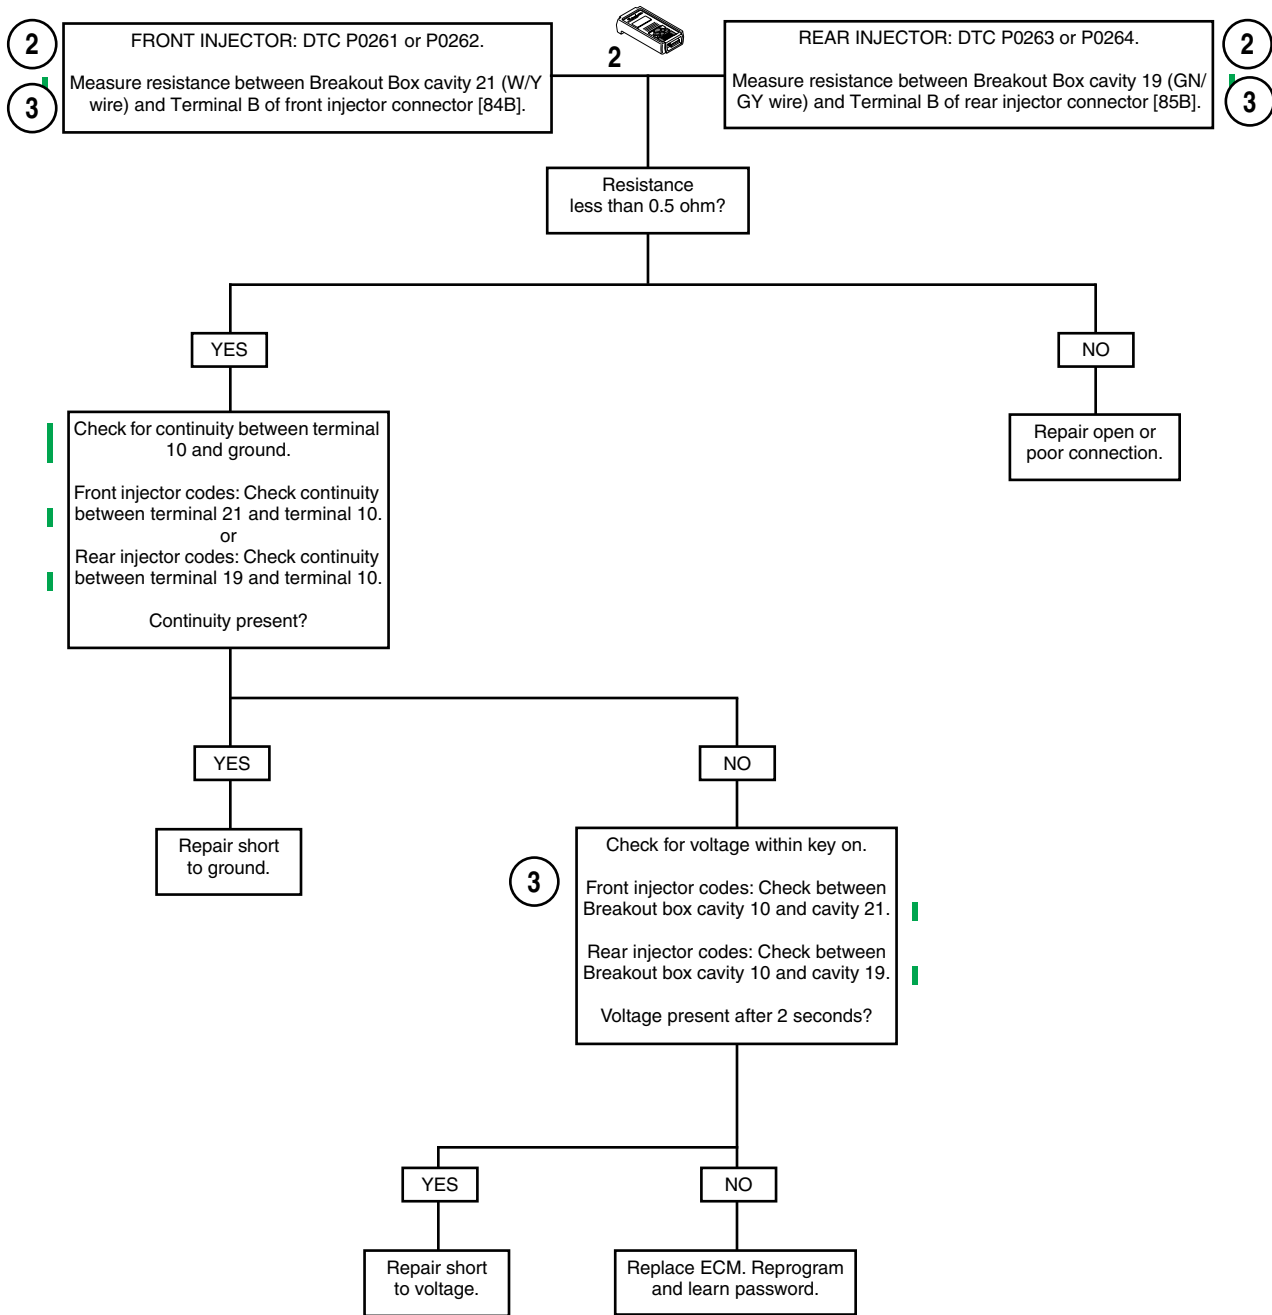 2
FRONT INJECTOR: DTC P0261 or P0262.
Measure resistance between Breakout Box cavity 21 (W/Y
wire) and Terminal B of front injector connector [84B].
3
2
REAR INJECTOR: DTC P0263 or P0264.
Measure resistance between Breakout Box cavity 19 (GN/
GY wire) and Terminal B of rear injector connector [85B].
2
3
Resistance
less than 0.5 ohm?
YES
NO
Check for continuity between terminal
10 and ground.
Front injector codes: Check continuity
between terminal 21 and terminal 10.
or
Rear injector codes: Check continuity
between terminal 19 and terminal 10.
Continuity present?
Repair open or
poor connection.
YES
NO
Repair short
to ground.
3
Check for voltage within key on.
Front injector codes: Check between
Breakout box cavity 10 and cavity 21.
Rear injector codes: Check between
Breakout box cavity 10 and cavity 19.
Voltage present after 2 seconds?
YES
NO
Repair short
to voltage.
Replace ECM. Reprogram
and learn password.